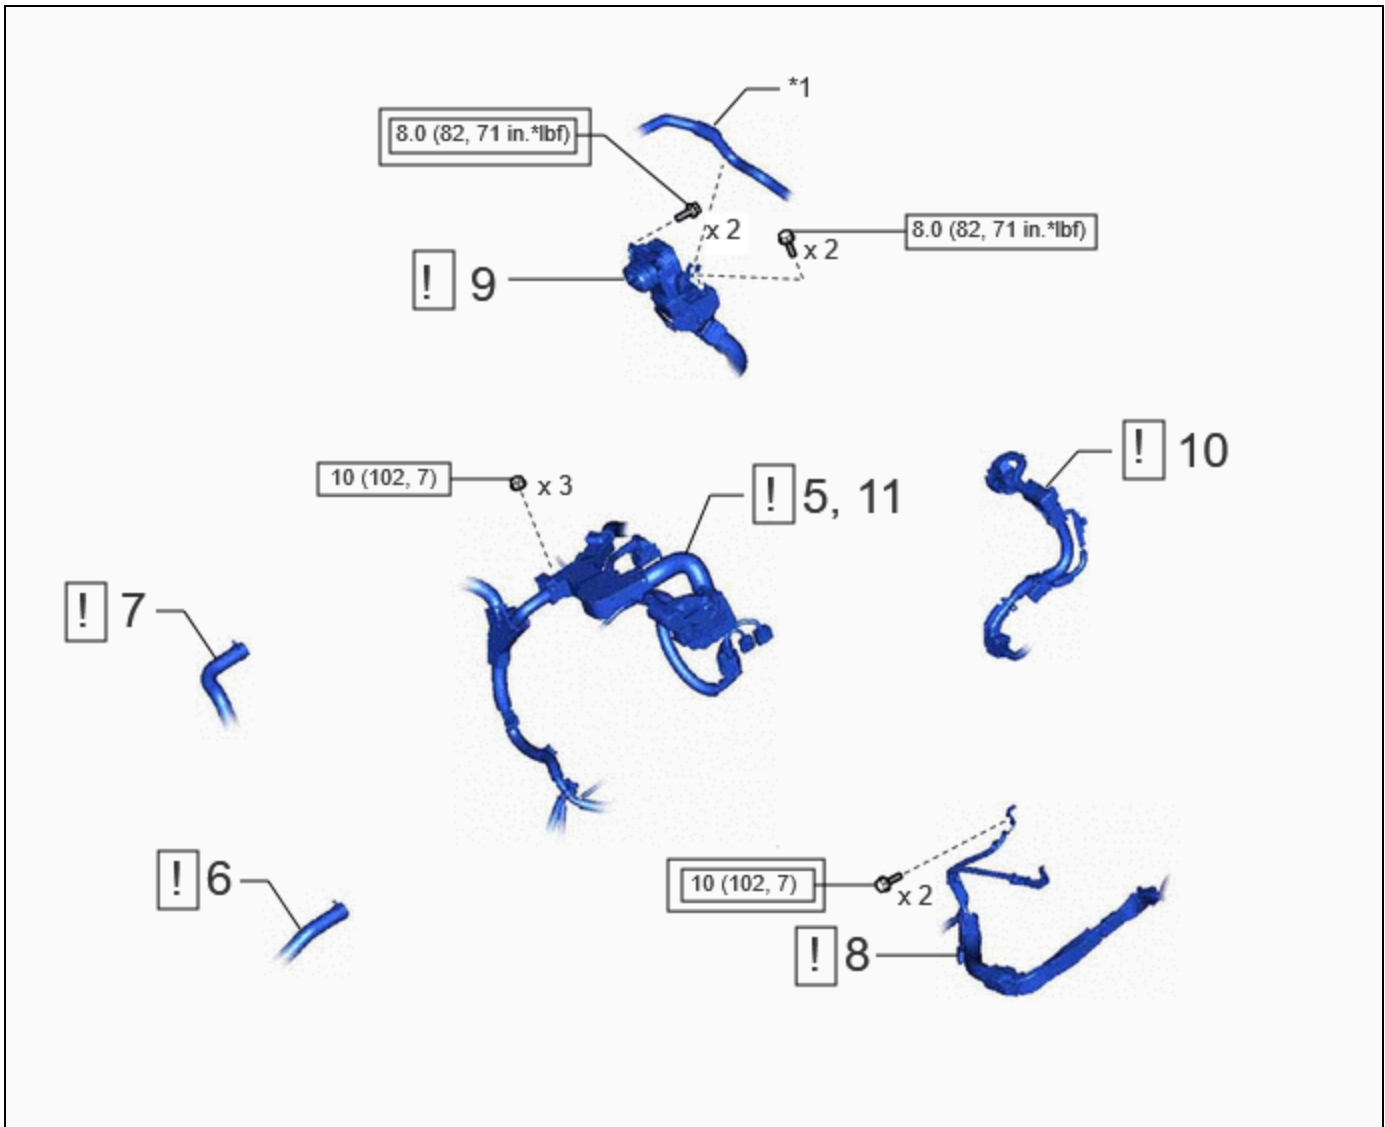 *1
8.0 (82, 71 in.*lbf)
x 2
8.0 (82, 71 in.*lbf)
x 2
! 9
! 10
10 (102, 7)
x 3
! 5, 11
! 7
! 6
10 (102, 7)
x 2
! 8